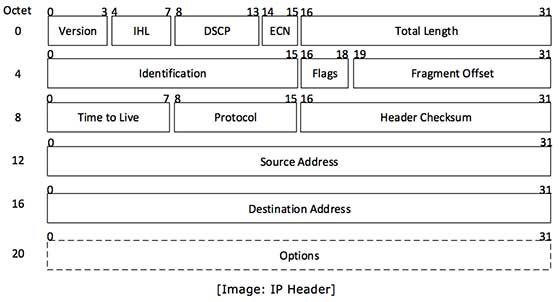 Octet 0 3 4 7 8 13 14 15 16 31
0 Version IHL DSCP ECN Total Length
0 15 16 18 19 31
4 Identification Flags Fragment Offset
0 7 8 15 16 31
8 Time to Live Protocol Header Checksum
0 31
12 Source Address
0 31
16 Destination Address
0 31
20 Options
[Image: IP Header]